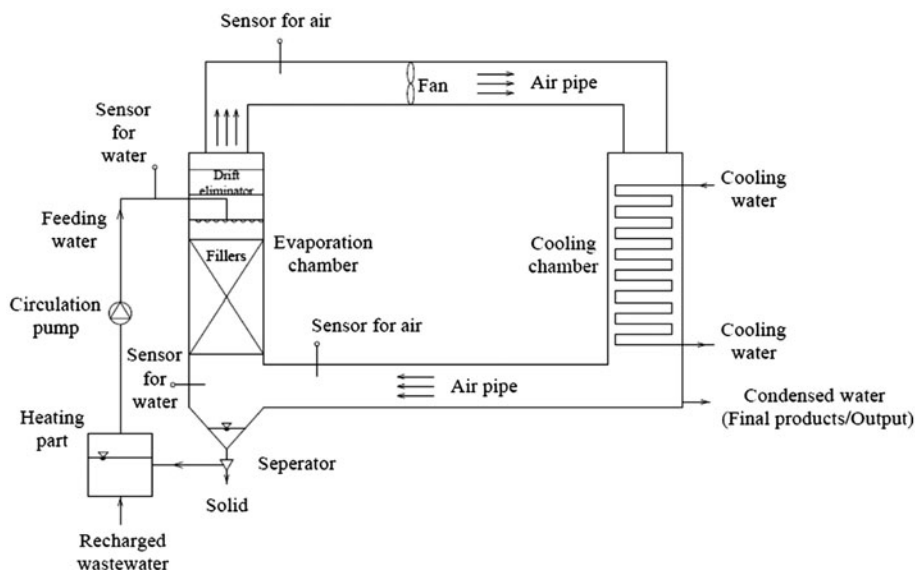 Sensor for air
Fan
Air pipe
Sensor
for
water
Drift
eliminator
Feeding
water
Fillers
Evaporation
chamber
Cooling
chamber
Cooling
water
Circulation
pump
Sensor for air
Cooling
water
Sensor
for
water
Air pipe
Condensed water
(Final products/Output)
Heating
part
Seperator
Solid
Recharged
wastewater